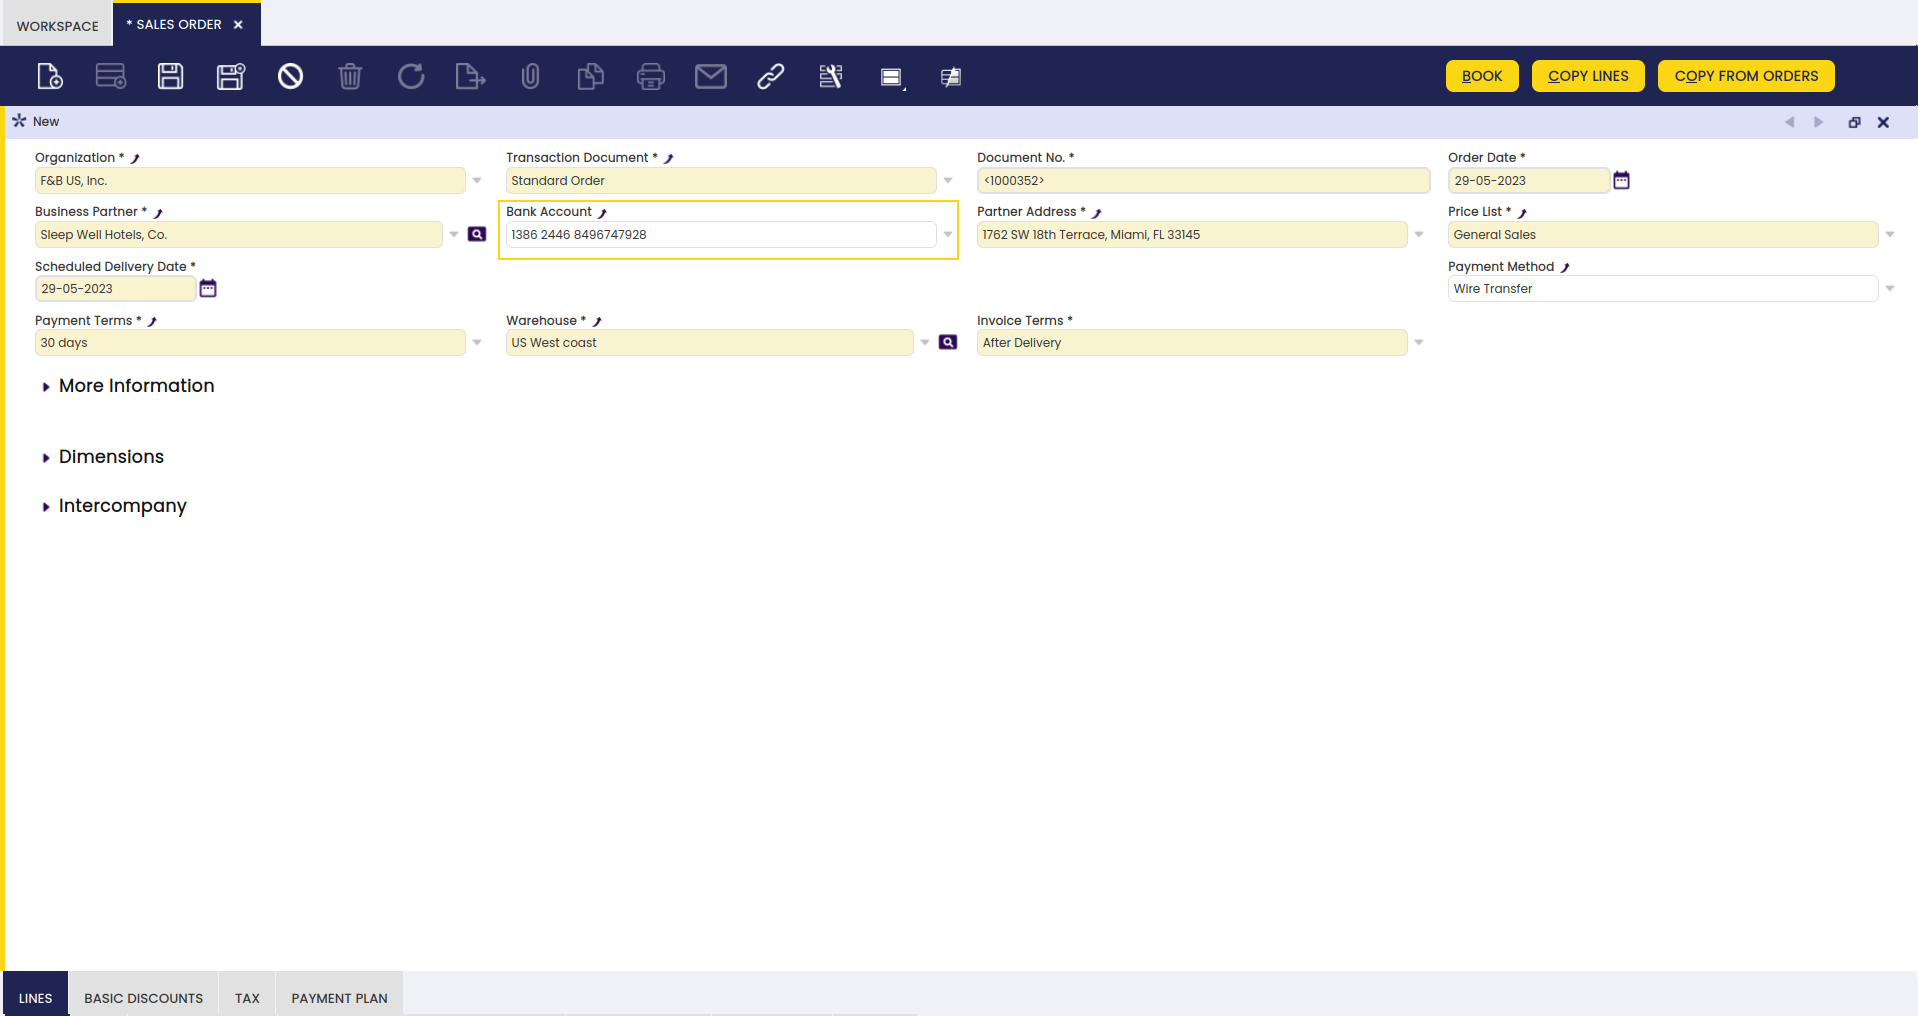 WORKSPACE
* SALES ORDER
BOOK
COPY LINES
COPY FROM ORDERS
New
Organization *
Transaction Document *
Document No. *
Order Date *
F&B US, Inc.
Standard Order
<1000352>
29-05-2023
Business Partner *
Bank Account
Partner Address *
Price List *
Sleep Well Hotels, Co.
1386 2446 8496747928
1762 SW 18th Terrace, Miami, FL 33145
General Sales
Scheduled Delivery Date *
Payment Method
29-05-2023
Wire Transfer
Payment Terms *
Warehouse *
Invoice Terms *
30 days
US West coast
After Delivery
More Information
Dimensions
Intercompany
LINES
BASIC DISCOUNTS
TAX
PAYMENT PLAN